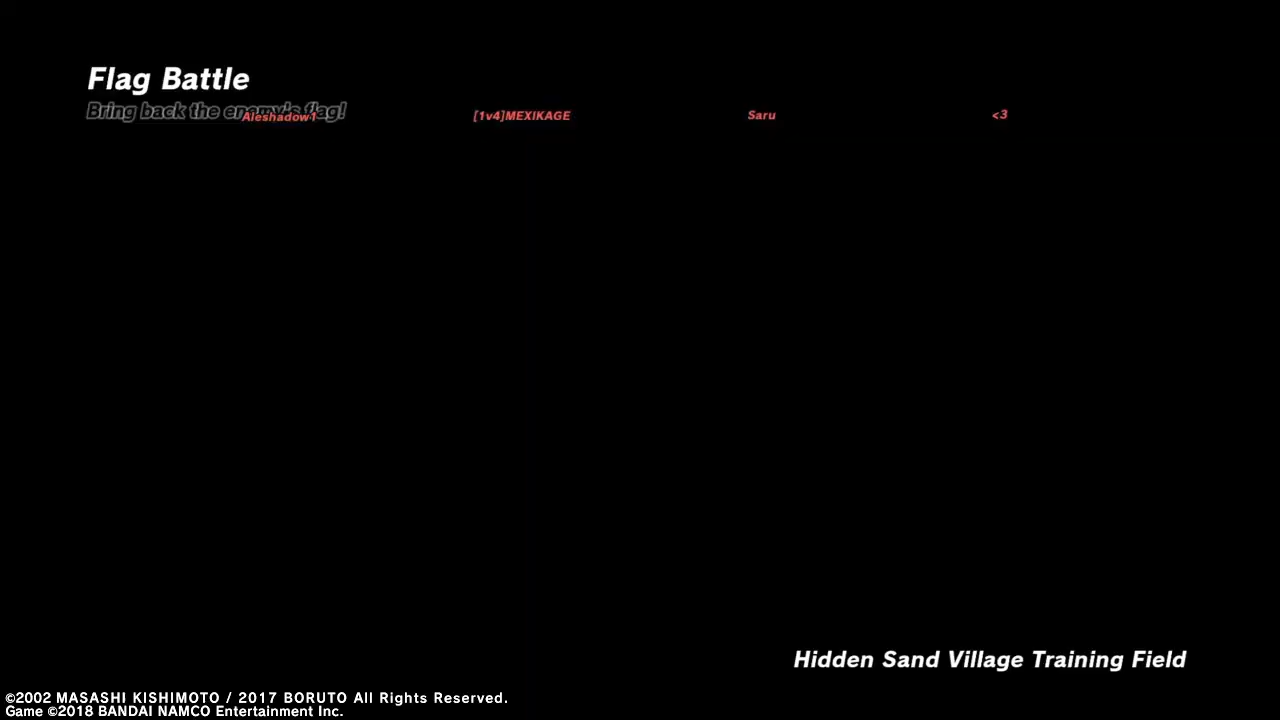 Flag Battle
Bring back the enemy's flag!
Aleshadow1
[1v4]MEXIKAGE
Saru
<3
Hidden Sand Village Training Field
©2002 MASASHI KISHIMOTO / 2017 BORUTO All Rights Reserved.
Game ©2018 BANDAI NAMCO Entertainment Inc.